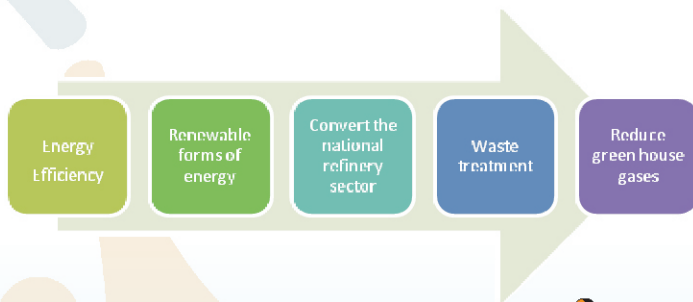 Energy
Efficiency
Renewable
forms of
energy
Convert the
national
refinery
sector
Waste
treatment
Reduce
green house
gases